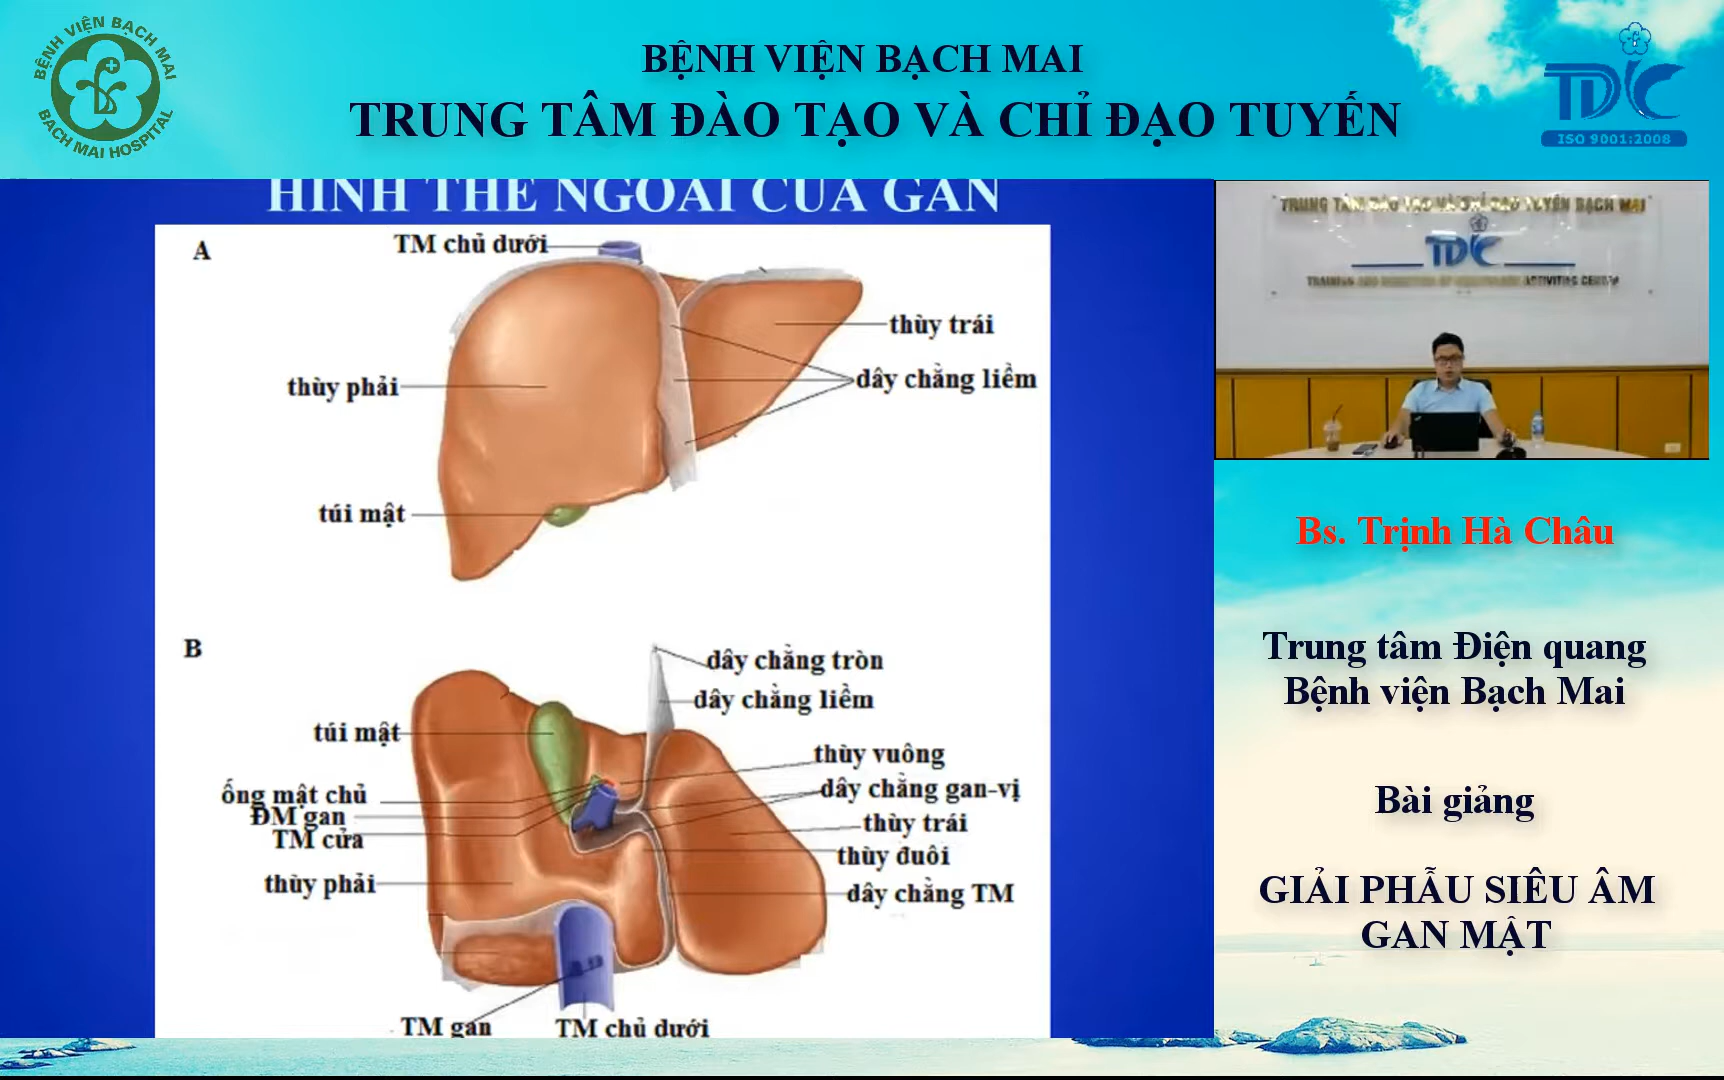 BỆNH VIỆN BẠCH MAI
BACH MAI HOSPITAL
BỆNH VIỆN BẠCH MAI
TRUNG TÂM ĐÀO TẠO VÀ CHỈ ĐẠO TUYẾN
TDC
ISO 9001:2008
HÌNH THỂ NGOÀI CỦA GAN
A
TM chủ dưới
thùy trái
dây chằng liềm
thùy phải
túi mật
B
dây chằng tròn
dây chằng liềm
túi mật
thùy vuông
dây chằng gan-vị
ống mật chủ
ĐM gan
TM cửa
thùy trái
thùy đuôi
thùy phải
dây chằng TM
TM gan
TM chủ dưới
TRUNG TÂM ĐÀO TẠO VÀ CHỈ ĐẠO TUYẾN BẠCH MAI
TDC
Bs. Trịnh Hà Châu
Trung tâm Điện quang
Bệnh viện Bạch Mai
Bài giảng
GIẢI PHẪU SIÊU ÂM
GAN MẬT